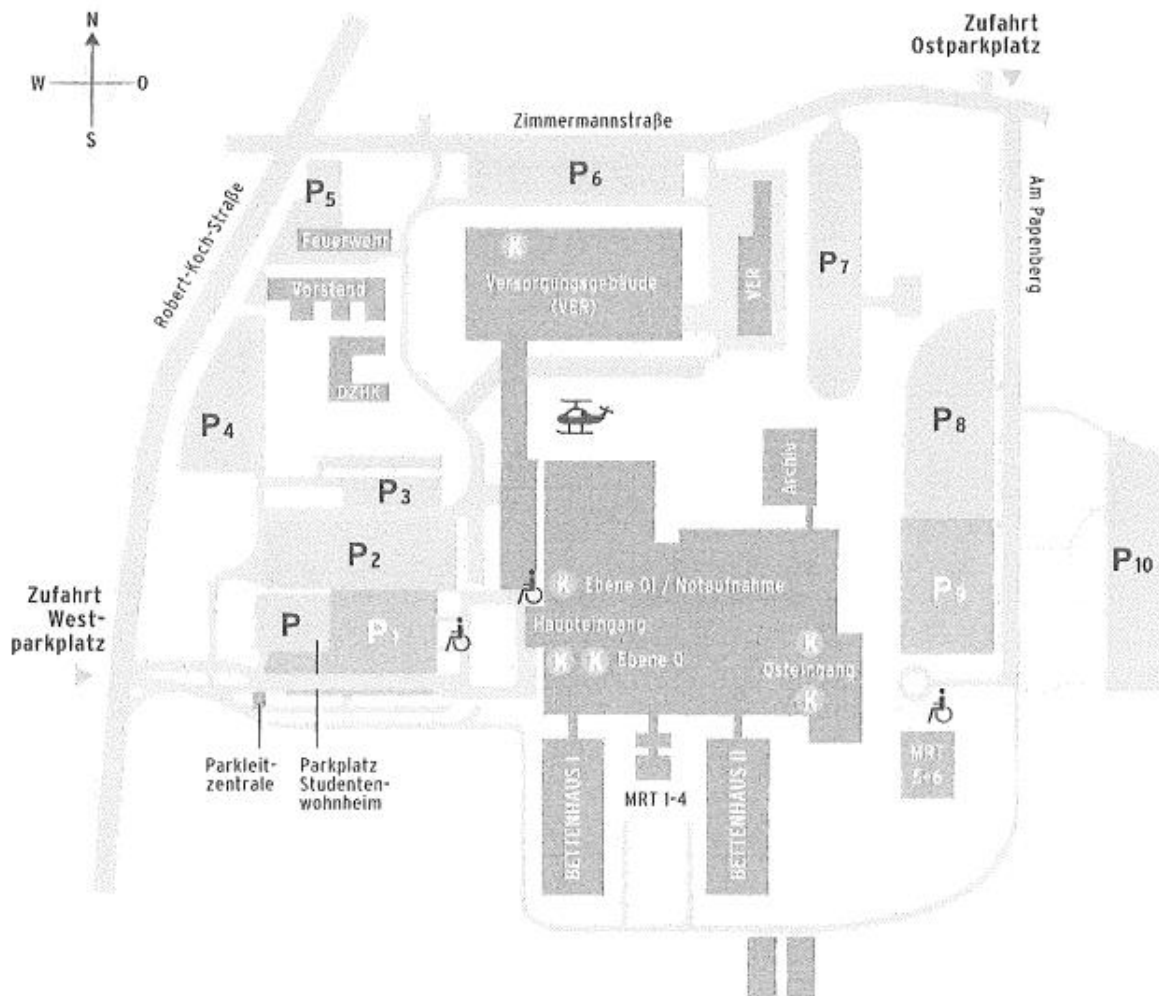 N
W O
S
Zufahrt
Ostparkplatz
Zimmermannstraße
Robert-Koch-Straße
Am Papenberg
P5
P6
Feuerwehr
K
Versorgungsgebäude
(VER)
VER
P7
Vorstand
DZHK
P4
P8
Archiv
P3
P2
P10
K Ebene 01 / Notaufnahme
P9
Zufahrt
West-
parkplatz
P
P1
Haupteingang
K K Ebene 0
K
Osteingang
K
Parkleit-
zentrale
Parkplatz
Studenten-
wohnheim
BETTENHAUS I
MRT 1-4
BETTENHAUS II
MRT
5+6